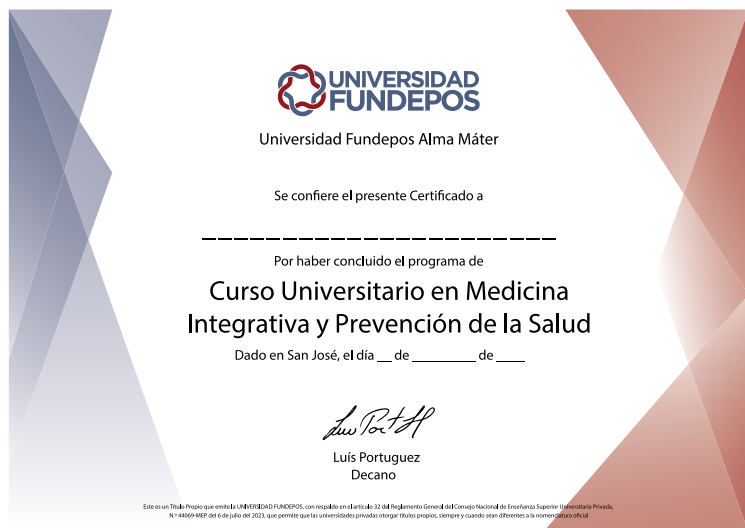 UNIVERSIDAD
FUNDEPOS
Universidad Fundepos Alma Máter
Se confiere el presente Certificado a
_______________________
Por haber concluido el programa de
Curso Universitario en Medicina
Integrativa y Prevención de la Salud
Dado en San José, el día __ de ________ de ____
Luís Portuguez
Decano
Este es un Título Propio que emite la UNIVERSIDAD FUNDEPOS, con respaldo en el artículo 32 del Reglamento General del Consejo Nacional de Enseñanza Superior Universitaria Privada,
N.º 44069-MEP del 6 de julio del 2023, que permite que las universidades privadas otorgar títulos propios, siempre y cuando sean diferentes a la nomenclatura oficial